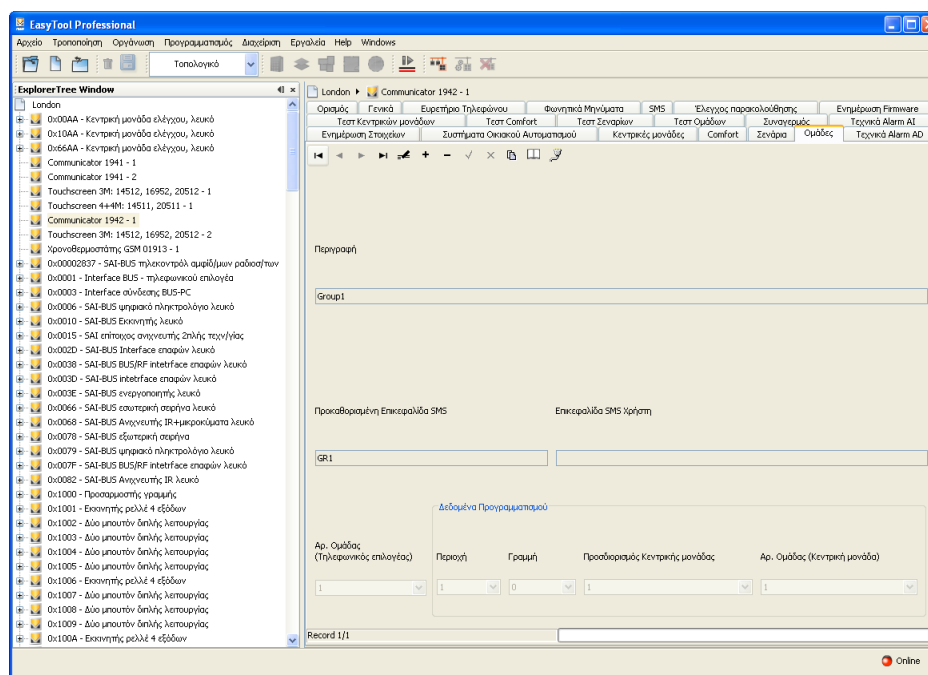 EasyTool Professional
Αρχείο Τροποποίηση Οργάνωση Προγραμματισμός Διαχείριση Εργαλεία Help Windows
Τοπολογικό
ExplorerTree Window
London
0x00AA - Κεντρική μονάδα ελέγχου, λευκό
0x10AA - Κεντρική μονάδα ελέγχου, λευκό
0x66AA - Κεντρική μονάδα ελέγχου, λευκό
Communicator 1941 - 1
Communicator 1941 - 2
Touchscreen 3M: 14512, 16952, 20512 - 1
Touchscreen 4+4M: 14511, 20511 - 1
Communicator 1942 - 1
Touchscreen 3M: 14512, 16952, 20512 - 2
Χρονοθερμοστάτης GSM 01913 - 1
0x00002837 - SAI-BUS τηλεκοντρόλ αμφίδ/μων ραδιοσ/των
0x0001 - Interface BUS - τηλεφωνικού επιλογέα
0x0003 - Interface σύνδεσης BUS-PC
0x0006 - SAI-BUS ψηφιακό πληκτρολόγιο λευκό
0x0010 - SAI-BUS Εκκινητής λευκό
0x0015 - SAI επίτοιχος ανιχνευτής 2πλής τεχν/γίας
0x002D - SAI-BUS Interface επαφών λευκό
0x0038 - SAI-BUS BUS/RF intetrface επαφών λευκό
0x003D - SAI-BUS intetrface επαφών λευκό
0x003E - SAI-BUS ενεργοποιητής λευκό
0x0066 - SAI-BUS εσωτερική σειρήνα λευκό
0x0068 - SAI-BUS Ανιχνευτής IR+μικροκύματα λευκό
0x0078 - SAI-BUS εξωτερική σειρήνα
0x0079 - SAI-BUS ψηφιακό πληκτρολόγιο λευκό
0x007F - SAI-BUS BUS/RF intetrface επαφών λευκό
0x0082 - SAI-BUS Ανιχνευτής IR λευκό
0x1000 - Προσαρμοστής γραμμής
0x1001 - Εκκινητής ρελλέ 4 εξόδων
0x1002 - Δύο μπουτόν διπλής λειτουργίας
0x1003 - Δύο μπουτόν διπλής λειτουργίας
0x1004 - Δύο μπουτόν διπλής λειτουργίας
0x1005 - Δύο μπουτόν διπλής λειτουργίας
0x1006 - Εκκινητής ρελλέ 4 εξόδων
0x1007 - Δύο μπουτόν διπλής λειτουργίας
0x1008 - Δύο μπουτόν διπλής λειτουργίας
0x1009 - Δύο μπουτόν διπλής λειτουργίας
0x100A - Εκκινητής ρελλέ 4 εξόδων
London Communicator 1942 - 1
Ορισμός Γενικά Ευρετήριο Τηλεφώνου Φωνητικά Μηνύματα SMS Έλεγχος παρακολούθησης Ενημέρωση Firmware
Τεστ Κεντρικών μονάδων Τεστ Comfort Τεστ Σεναρίων Τεστ Ομάδων Συναγερμός Τεχνικά Alarm AI
Ενημέρωση Στοιχείων Συστήματα Οικιακού Αυτοματισμού Κεντρικές μονάδες Comfort Σενάρια Ομάδες Τεχνικά Alarm AD
Περιγραφή
Group1
Προκαθορισμένη Επικεφαλίδα SMS Επικεφαλίδα SMS Χρήστη
GR1
Δεδομένα Προγραμματισμού
Αρ. Ομάδας
(Τηλεφωνικός επιλογέας) Περιοχή Γραμμή Προσδιορισμός Κεντρικής μονάδας Αρ. Ομάδας (Κεντρική μονάδα)
1 1 0 1 1
Record 1/1
Online